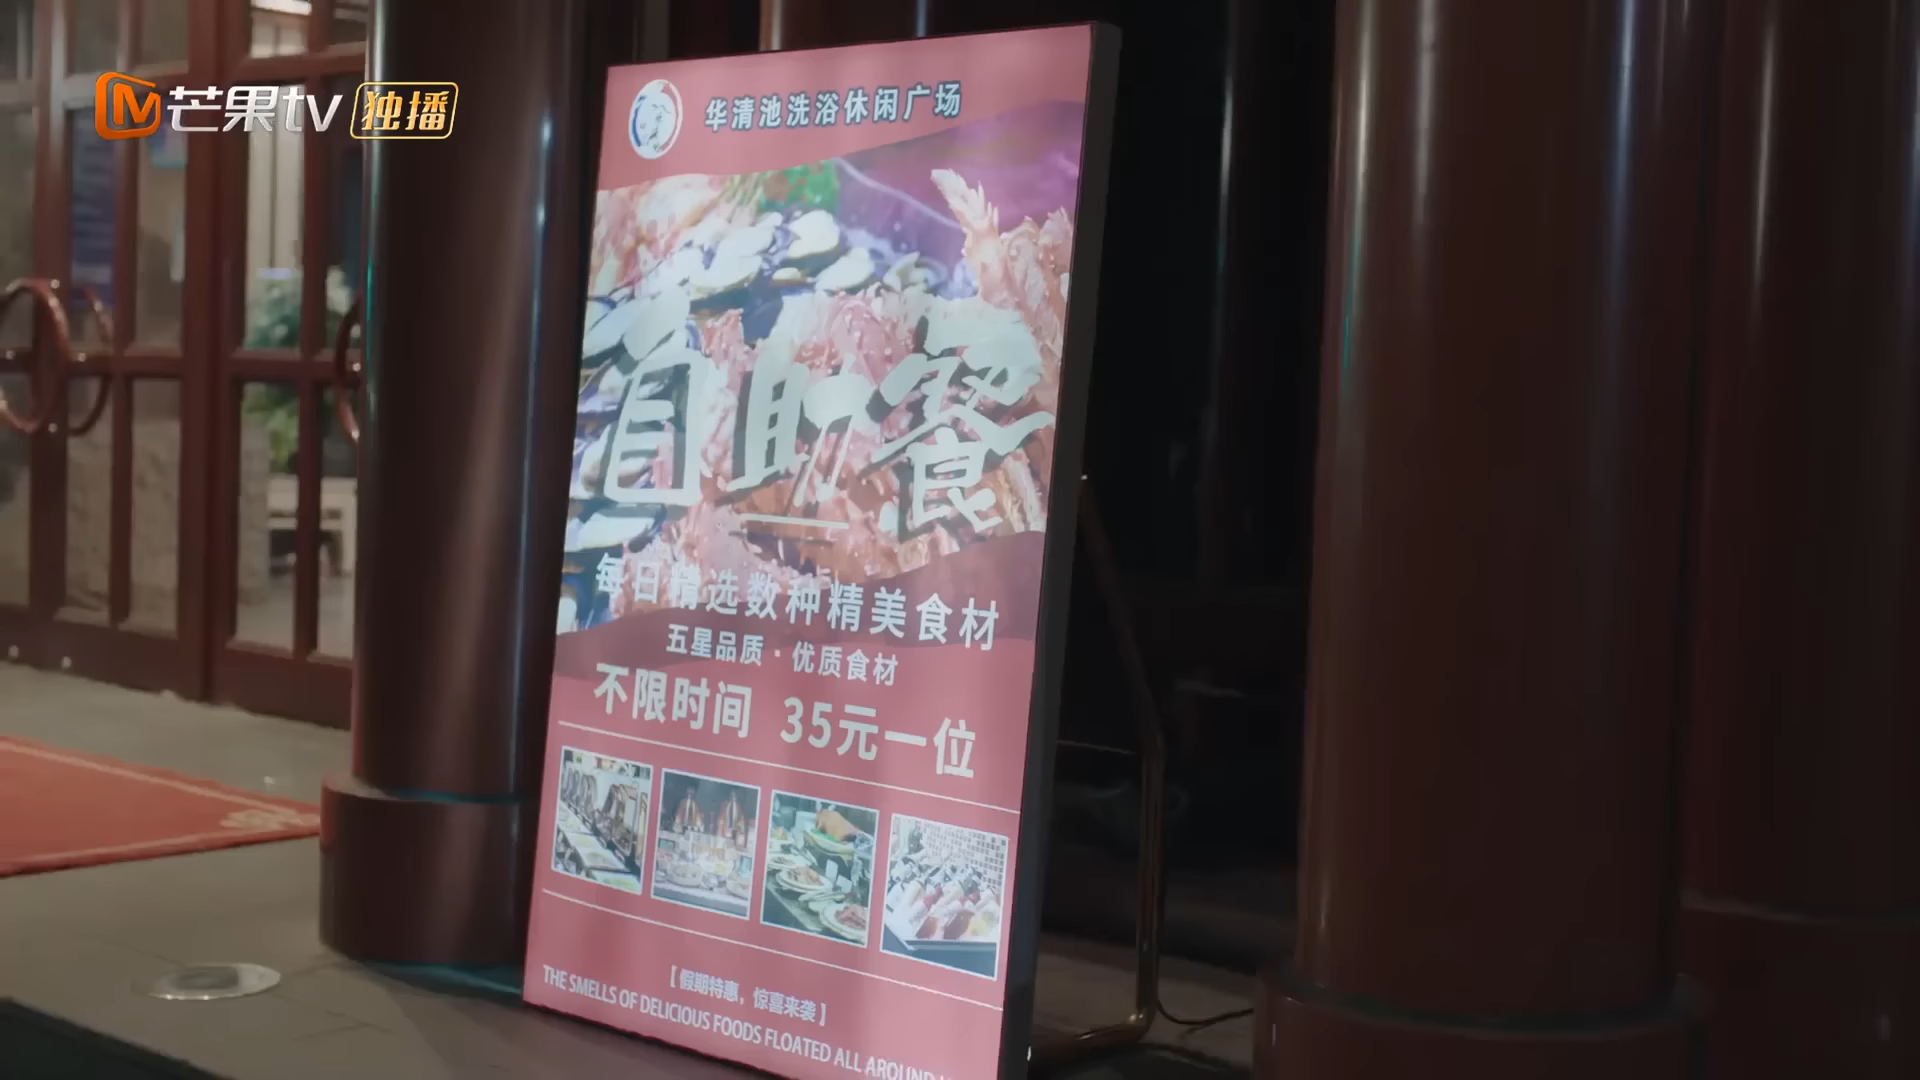 芒果tv 独播
华清池洗浴休闲广场
自助餐
每日精选数种精美食材
五星品质·优质食材
不限时间 35元一位
【假期特惠，惊喜来袭】
THE SMELLS OF DELICIOUS FOODS FLOATED ALL AROUND